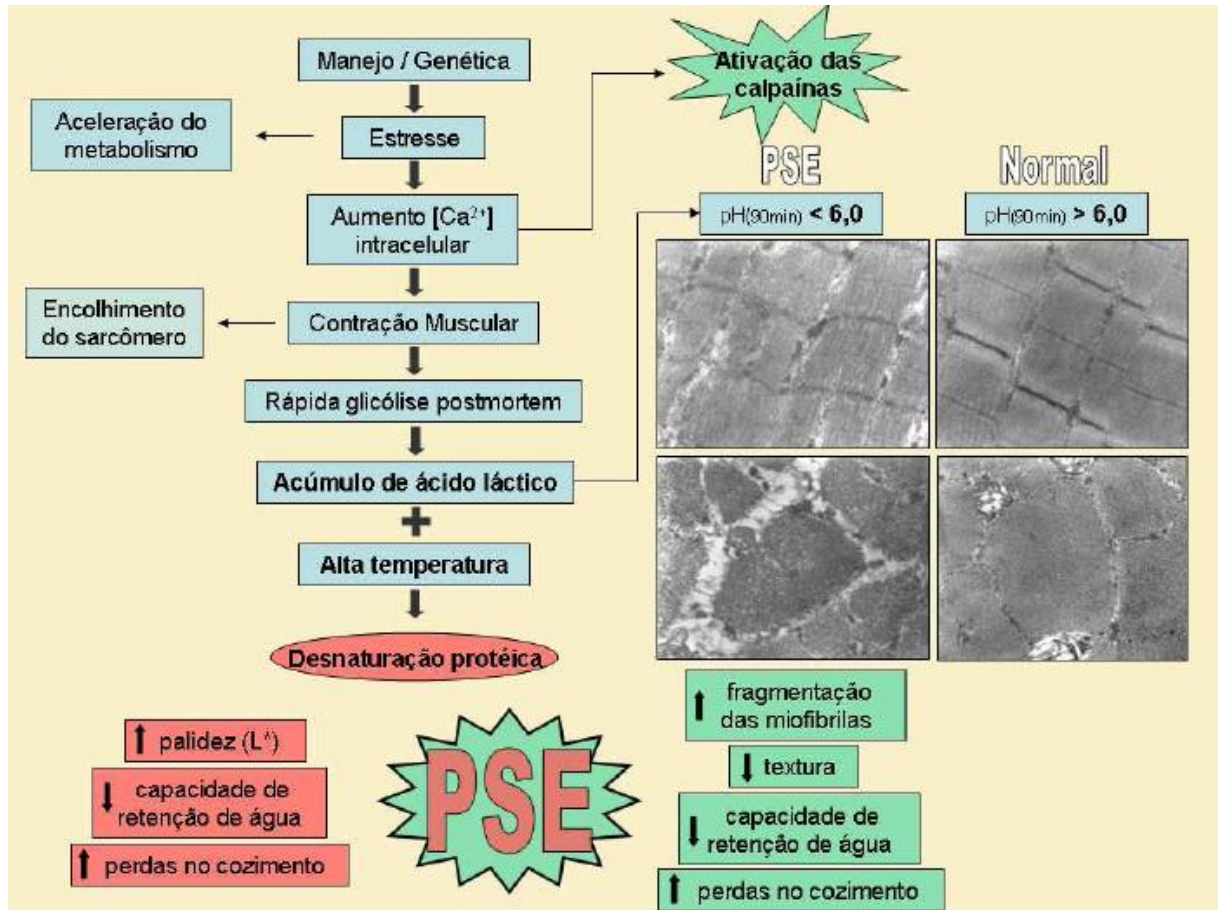 Manejo / Genética
Ativação das
calpaínas
Aceleração do
metabolismo
Estresse
PSE
Normal
Aumento [Ca²⁺]
intracelular
pH(90min) < 6,0
pH(90min) > 6,0
Encolhimento
do sarcômero
Contração Muscular
Rápida glicólise postmortem
Acúmulo de ácido láctico
+
Alta temperatura
Desnaturação protéica
↑ palidez (L*)
↓ capacidade de
retenção de água
↑ perdas no cozimento
PSE
↑ fragmentação
das miofibrilas
↓ textura
↓ capacidade de
retenção de água
↑ perdas no cozimento